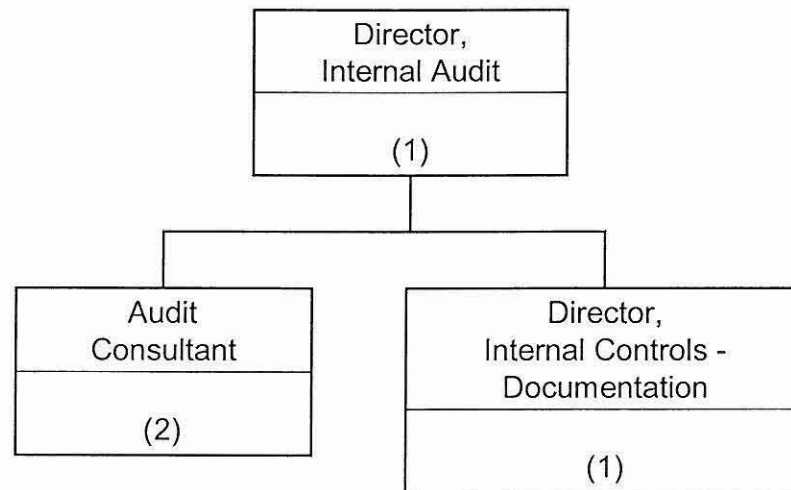 Director,
Internal Audit
(1)
Audit
Consultant
(2)
Director,
Internal Controls -
Documentation
(1)